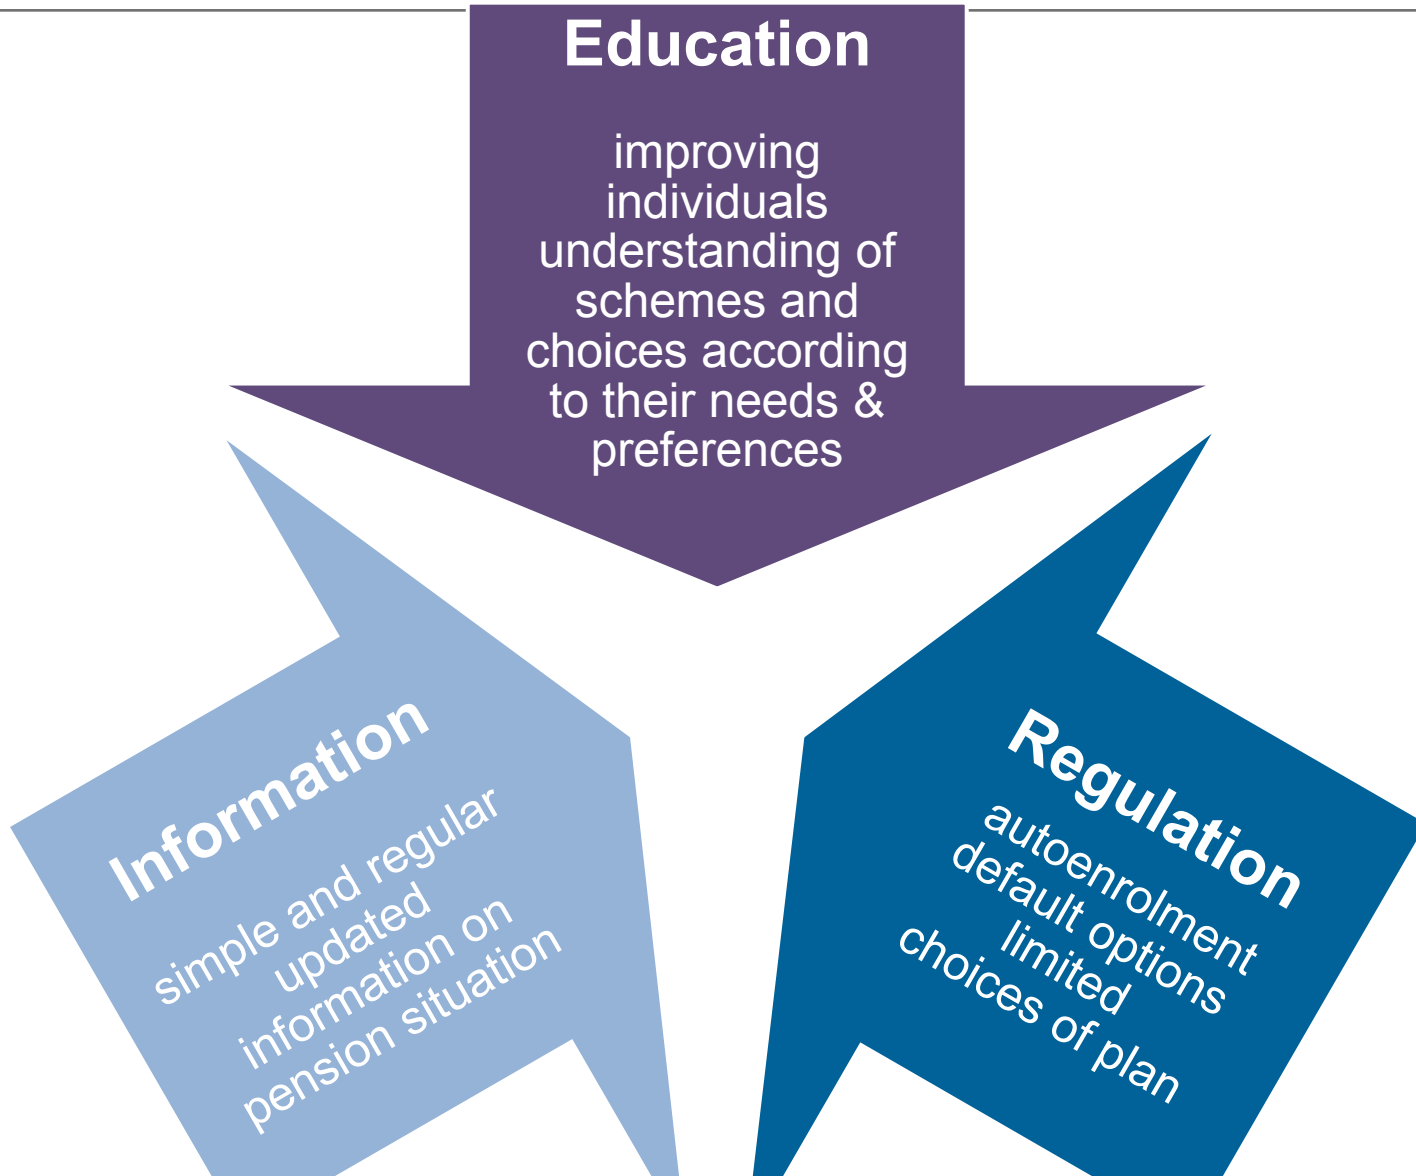 Education
improving
individuals
understanding of
schemes and
choices according
to their needs &
preferences
Information
simple and regular
updated
information on
pension situation
Regulation
autoenrolment
default options
limited
choices of plan